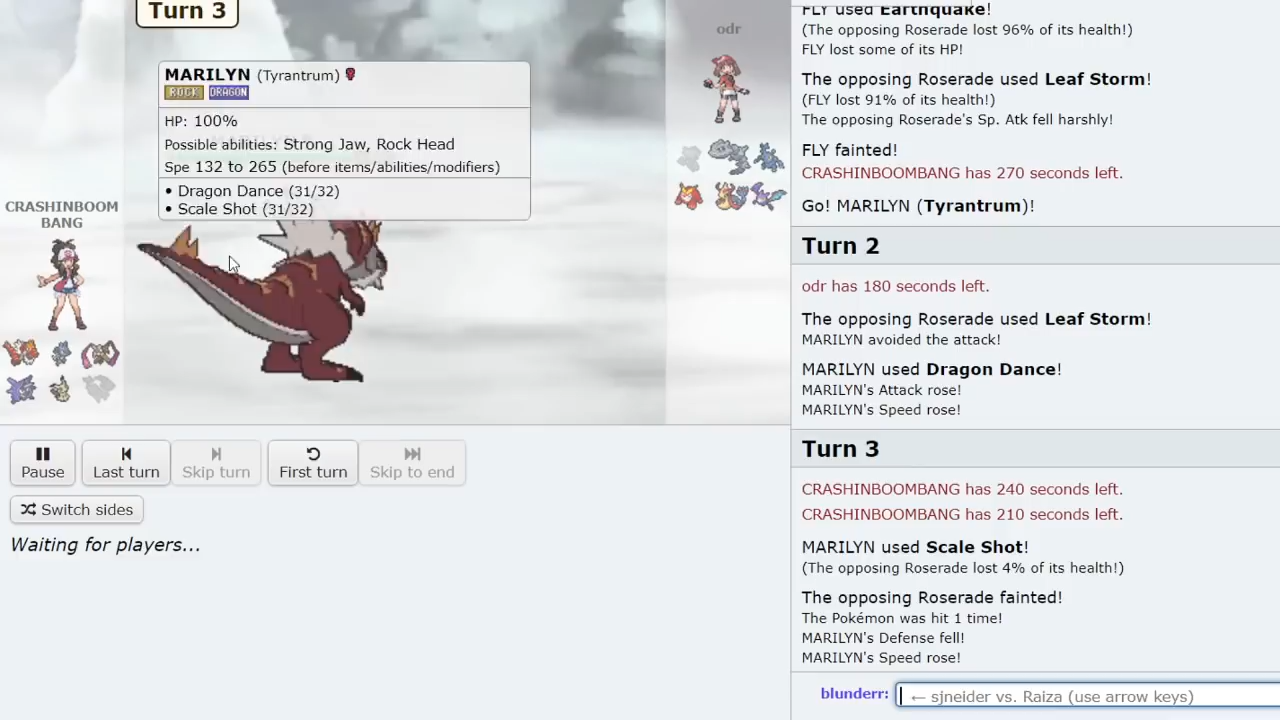 Turn 3
MARILYN (Tyrantrum)
ROCK DRAGON
HP: 100%
Possible abilities: Strong Jaw, Rock Head
Spe 132 to 265 (before items/abilities/modifiers)
• Dragon Dance (31/32)
• Scale Shot (31/32)
CRASHINBOOM
BANG
odr
Pause
Last turn
Skip turn
First turn
Skip to end
Switch sides
Waiting for players...
FLY used Earthquake!
(The opposing Roserade lost 96% of its health!)
FLY lost some of its HP!
The opposing Roserade used Leaf Storm!
(FLY lost 91% of its health!)
The opposing Roserade's Sp. Atk fell harshly!
FLY fainted!
CRASHINBOOMBANG has 270 seconds left.
Go! MARILYN (Tyrantrum)!
Turn 2
odr has 180 seconds left.
The opposing Roserade used Leaf Storm!
MARILYN avoided the attack!
MARILYN used Dragon Dance!
MARILYN's Attack rose!
MARILYN's Speed rose!
Turn 3
CRASHINBOOMBANG has 240 seconds left.
CRASHINBOOMBANG has 210 seconds left.
MARILYN used Scale Shot!
(The opposing Roserade lost 4% of its health!)
The opposing Roserade fainted!
The Pokémon was hit 1 time!
MARILYN's Defense fell!
MARILYN's Speed rose!
blunderr: ← sjneider vs. Raiza (use arrow keys)